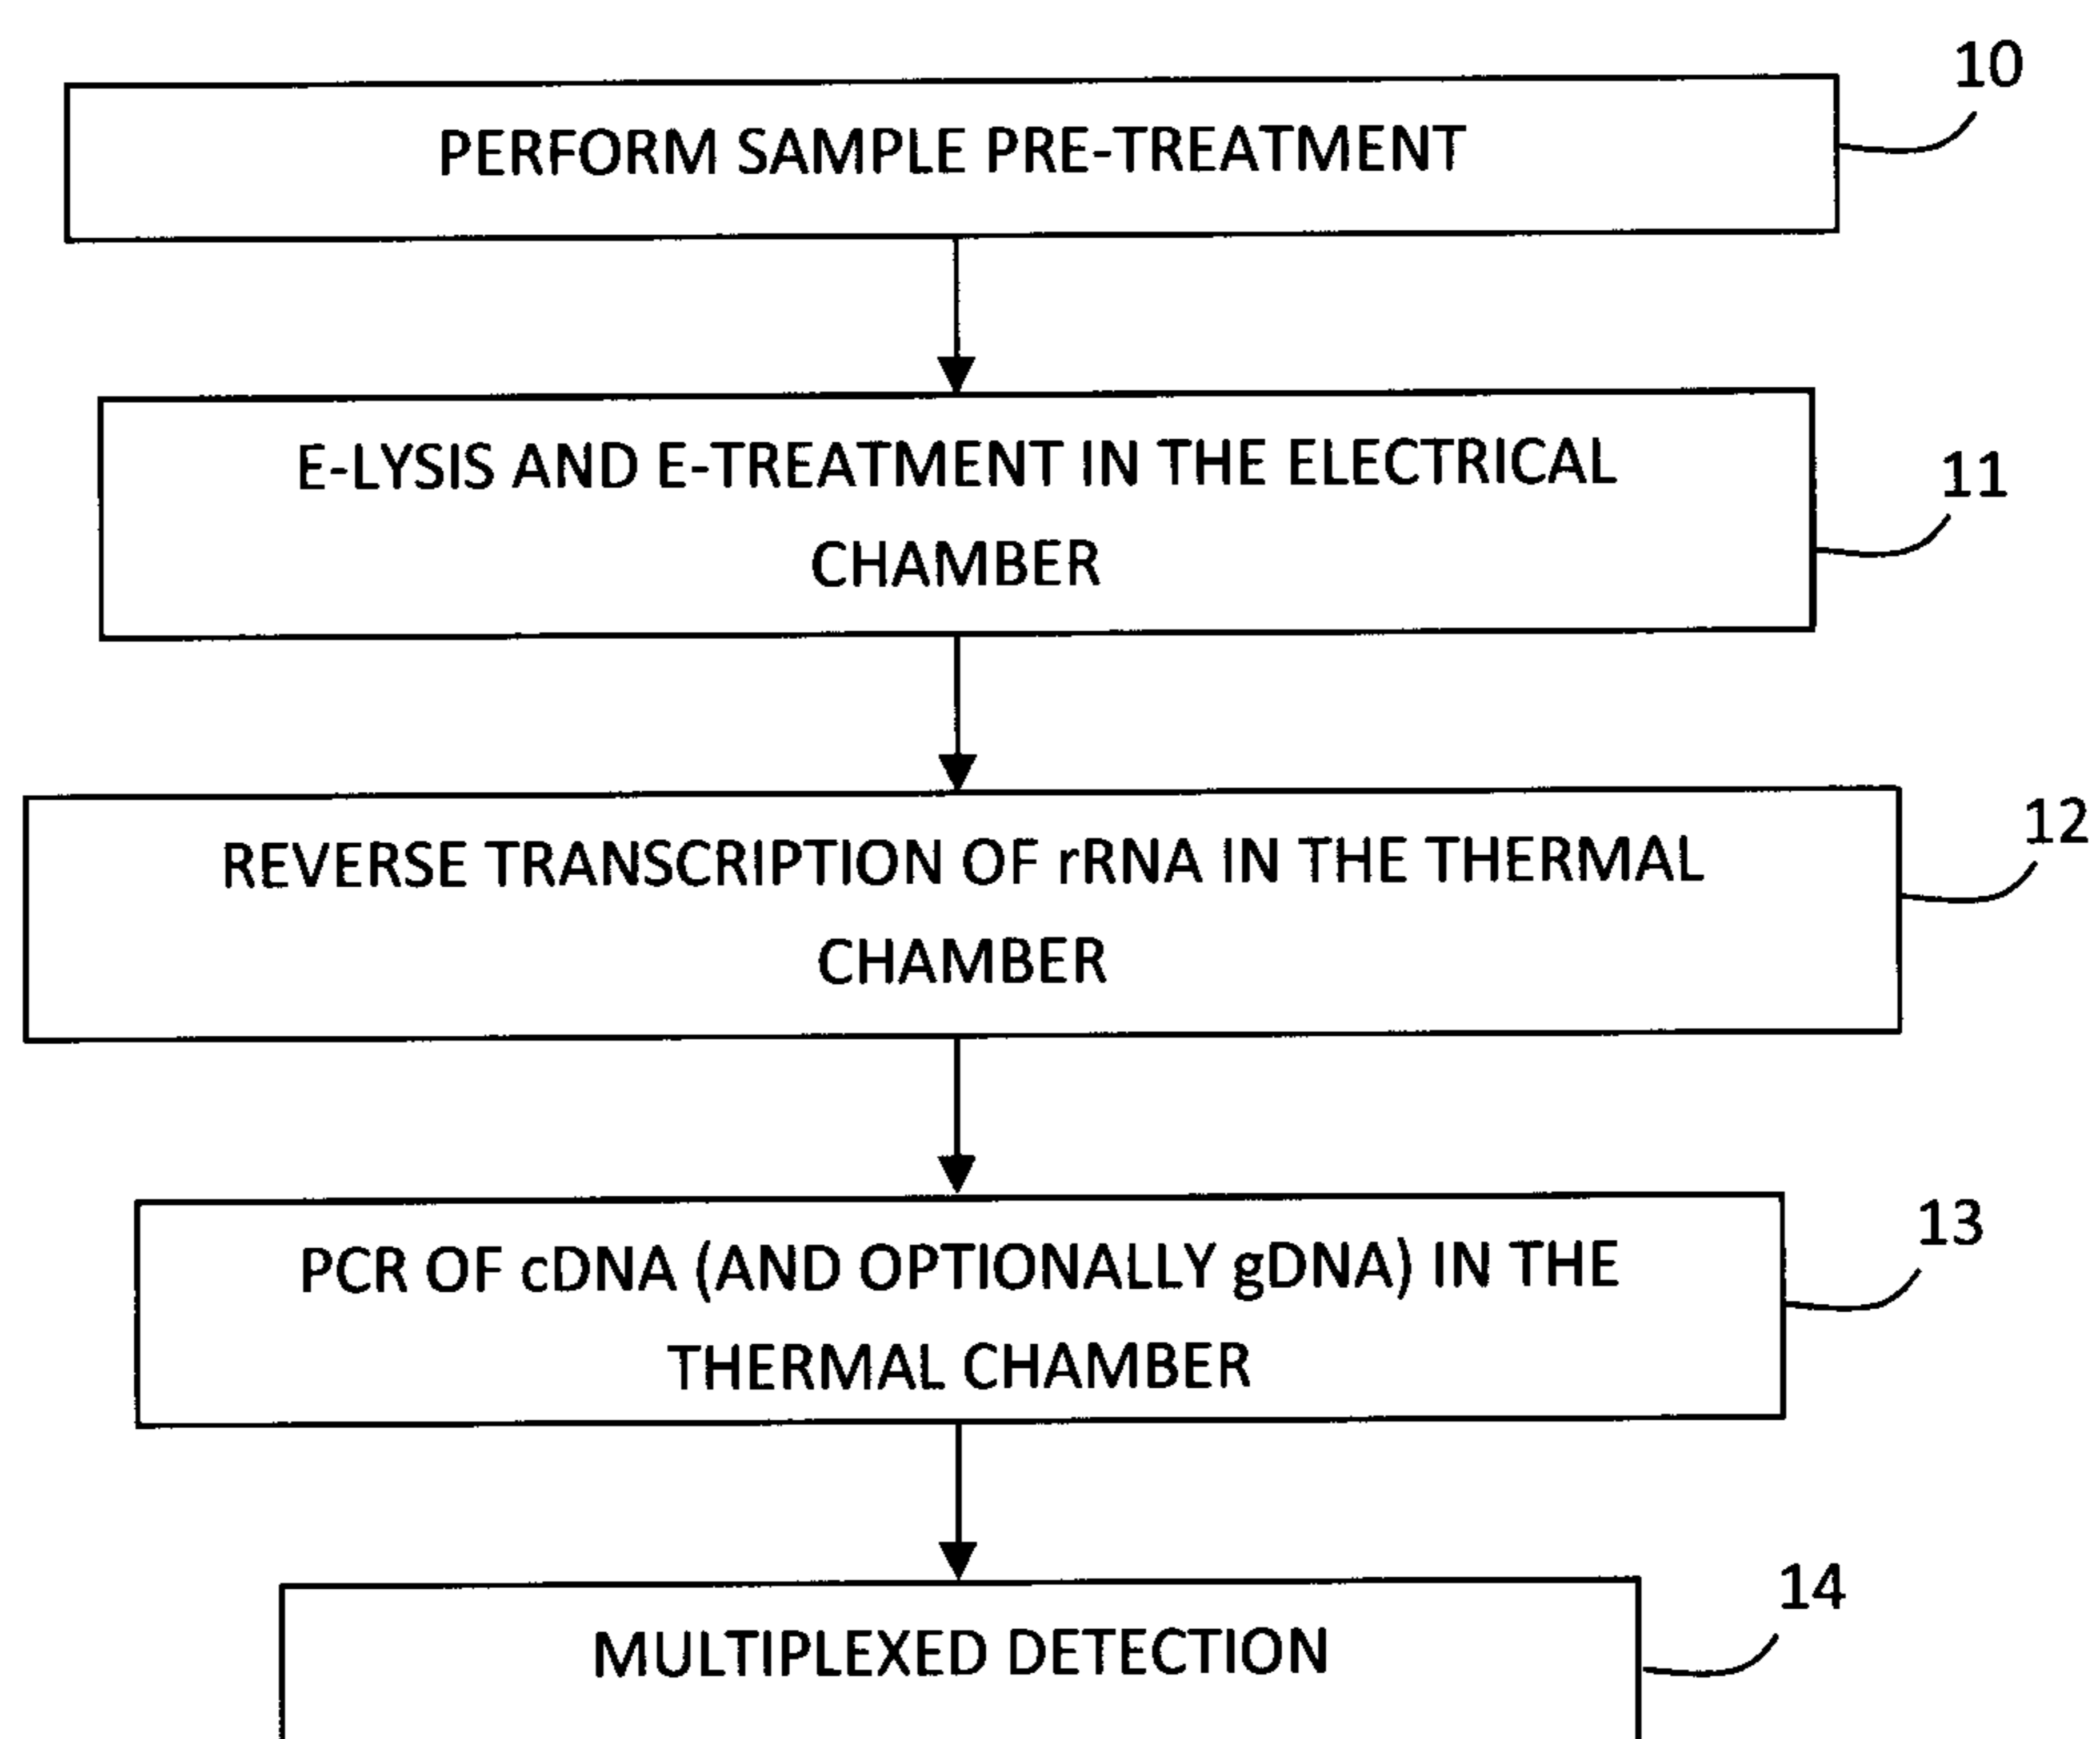 10
PERFORM SAMPLE PRE-TREATMENT
E-LYSIS AND E-TREATMENT IN THE ELECTRICAL
CHAMBER
11
REVERSE TRANSCRIPTION OF rRNA IN THE THERMAL
CHAMBER
12
PCR OF cDNA (AND OPTIONALLY gDNA) IN THE
THERMAL CHAMBER
13
MULTIPLEXED DETECTION
14